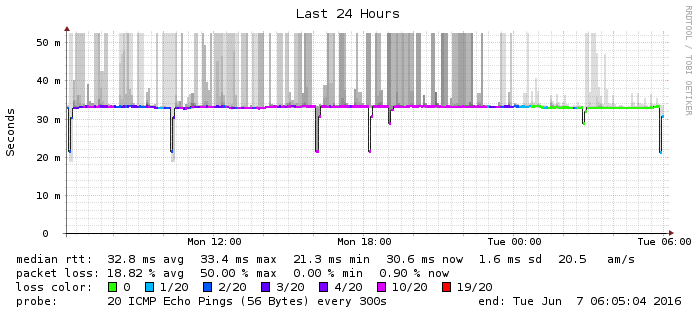 Last 24 Hours
RRDTOOL / TOBI OETIKER
Seconds
50 m
40 m
30 m
20 m
10 m
0
Mon 12:00 Mon 18:00 Tue 00:00 Tue 06:00
median rtt: 32.8 ms avg 33.4 ms max 21.3 ms min 30.6 ms now 1.6 ms sd 20.5 am/s
packet loss: 18.82 % avg 50.00 % max 0.00 % min 0.90 % now
loss color: 0 1/20 2/20 3/20 4/20 10/20 19/20
probe: 20 ICMP Echo Pings (56 Bytes) every 300s end: Tue Jun 7 06:05:04 2016